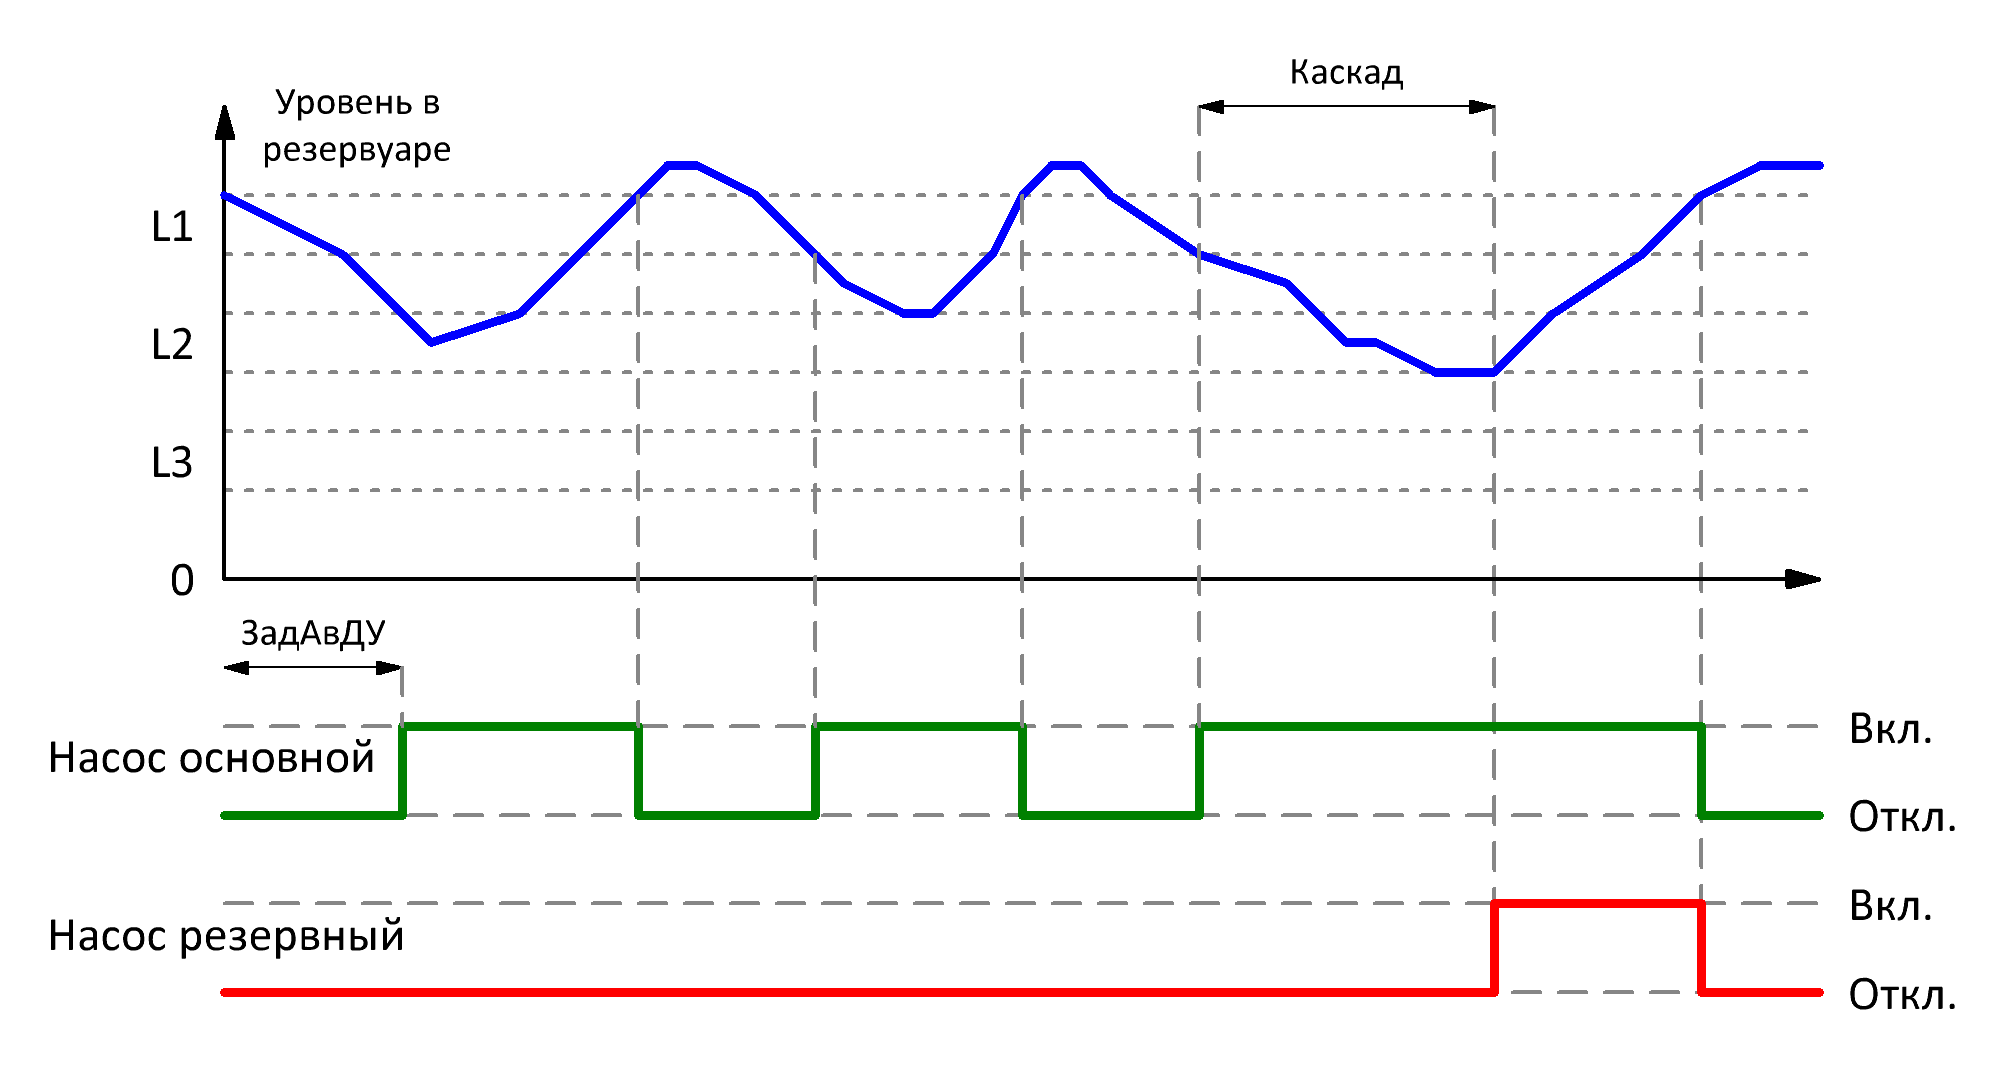 Каскад
Уровень в
резервуаре
L1
L2
L3
0
ЗадАвДУ
Насос основной
Вкл.
Откл.
Насос резервный
Вкл.
Откл.